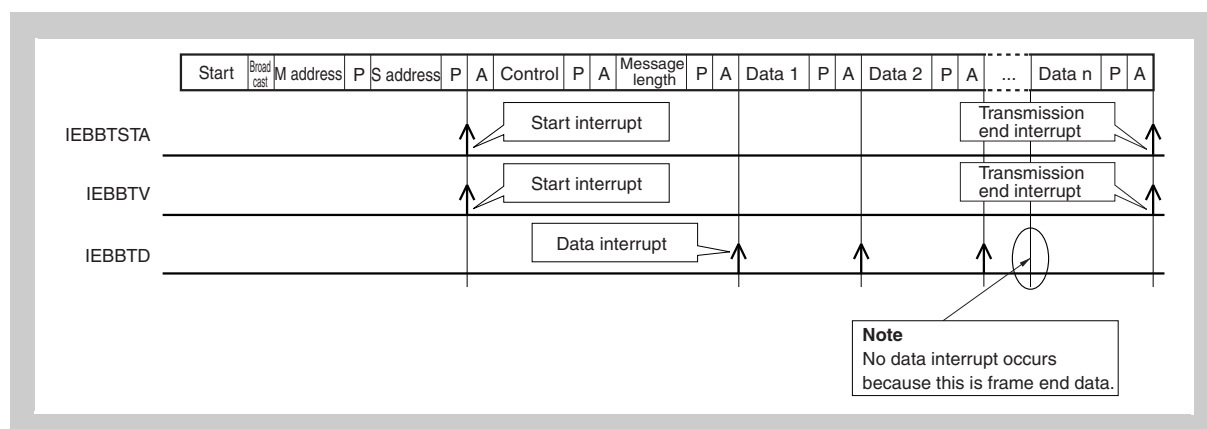 Start Broad cast M address P S address P A Control P A Message length P A Data 1 P A Data 2 P A ... Data n P A
IEBBTSTA
Start interrupt
Transmission
end interrupt
IEBBTV
Start interrupt
Transmission
end interrupt
IEBBTD
Data interrupt
Note
No data interrupt occurs
because this is frame end data.